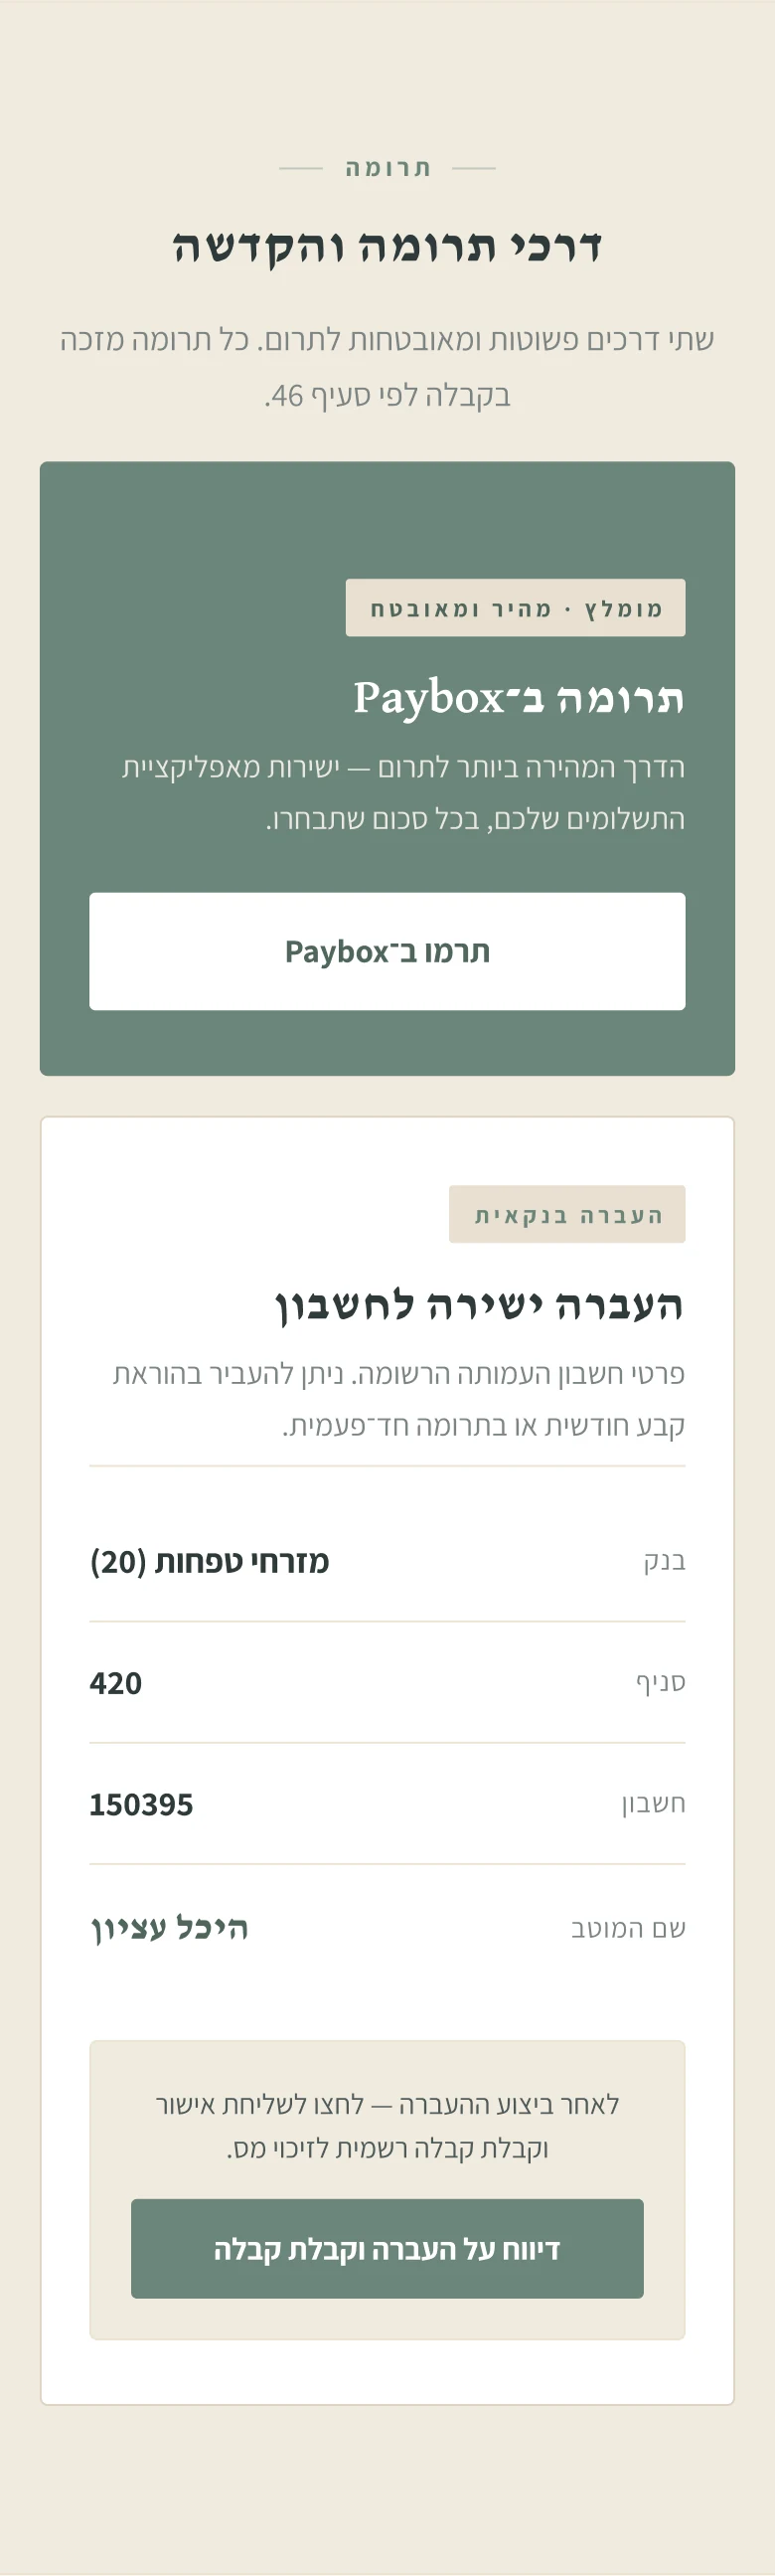 תרומה
דרכי תרומה והקדשה
שתי דרכים פשוטות ומאובטחות לתרום. כל תרומה מזכה
בקבלה לפי סעיף 46.
מומלץ · מהיר ומאובטח
תרומה ב־Paybox
הדרך המהירה ביותר לתרום — ישירות מאפליקציית
התשלומים שלכם, בכל סכום שתבחרו.
תרמו ב־Paybox
העברה בנקאית
העברה ישירה לחשבון
פרטי חשבון העמותה הרשומה. ניתן להעביר בהוראת
קבע חודשית או בתרומה חד־פעמית.
בנק מזרחי טפחות (20)
סניף 420
חשבון 150395
שם המוטב היכל עציון
לאחר ביצוע ההעברה — לחצו לשליחת אישור
וקבלת קבלה רשמית לזיכוי מס.
דיווח על העברה וקבלת קבלה